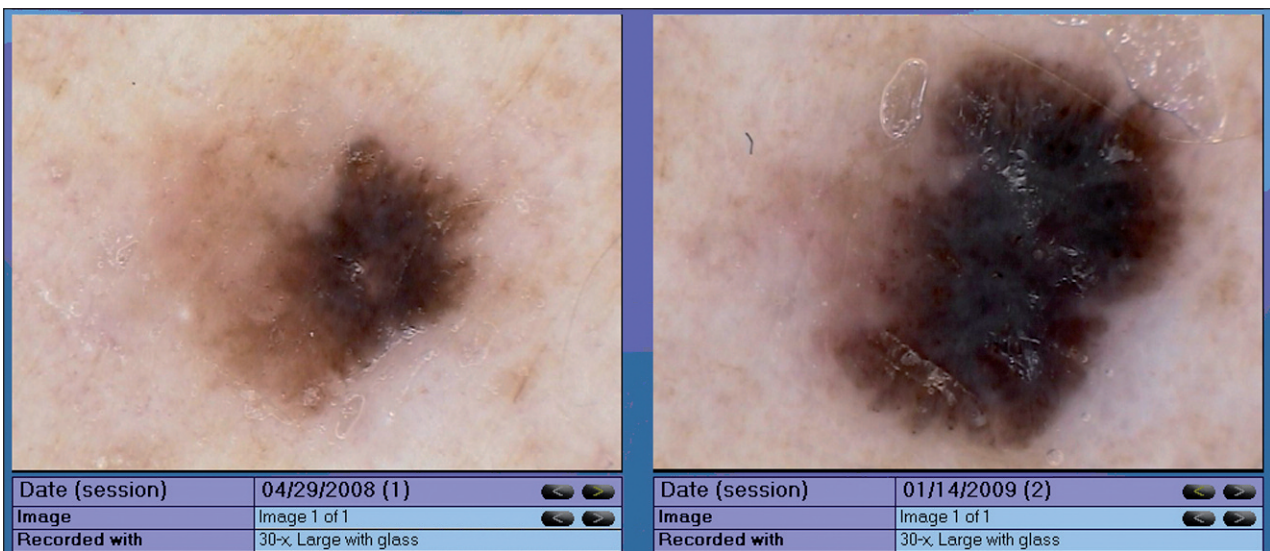 Date (session) 04/29/2008 (1) < >
Image Image 1 of 1 < >
Recorded with 30-x, Large with glass
Date (session) 01/14/2009 (2) < >
Image Image 1 of 1 < >
Recorded with 30-x, Large with glass